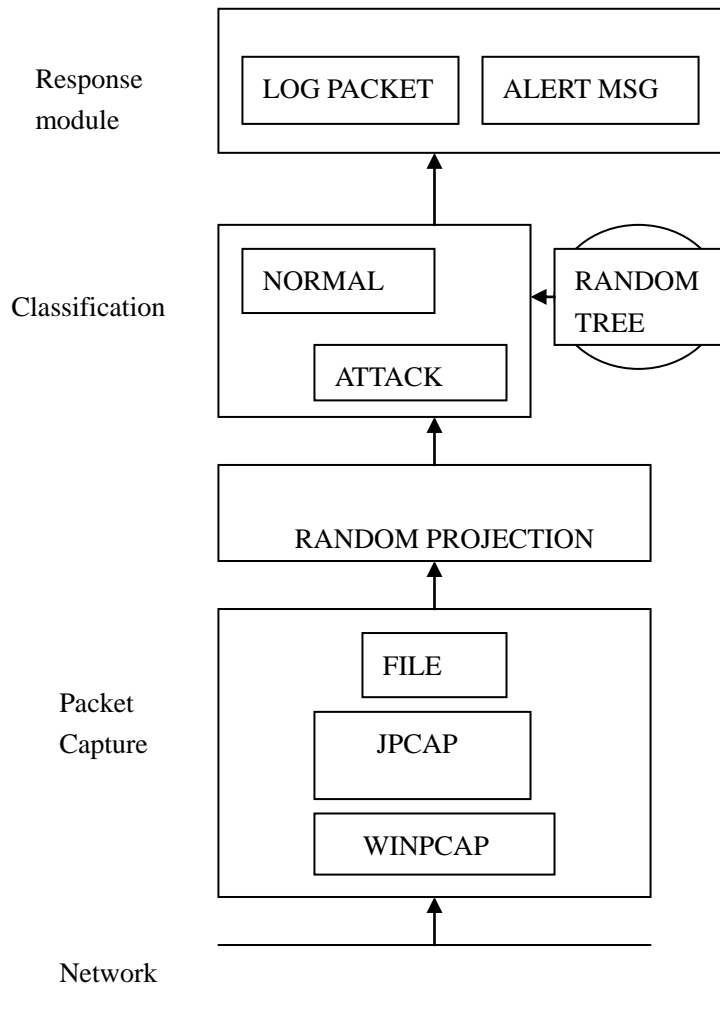 Response
module
LOG PACKET
ALERT MSG
Classification
NORMAL
ATTACK
RANDOM
TREE
RANDOM PROJECTION
Packet
Capture
FILE
JPCAP
WINPCAP
Network